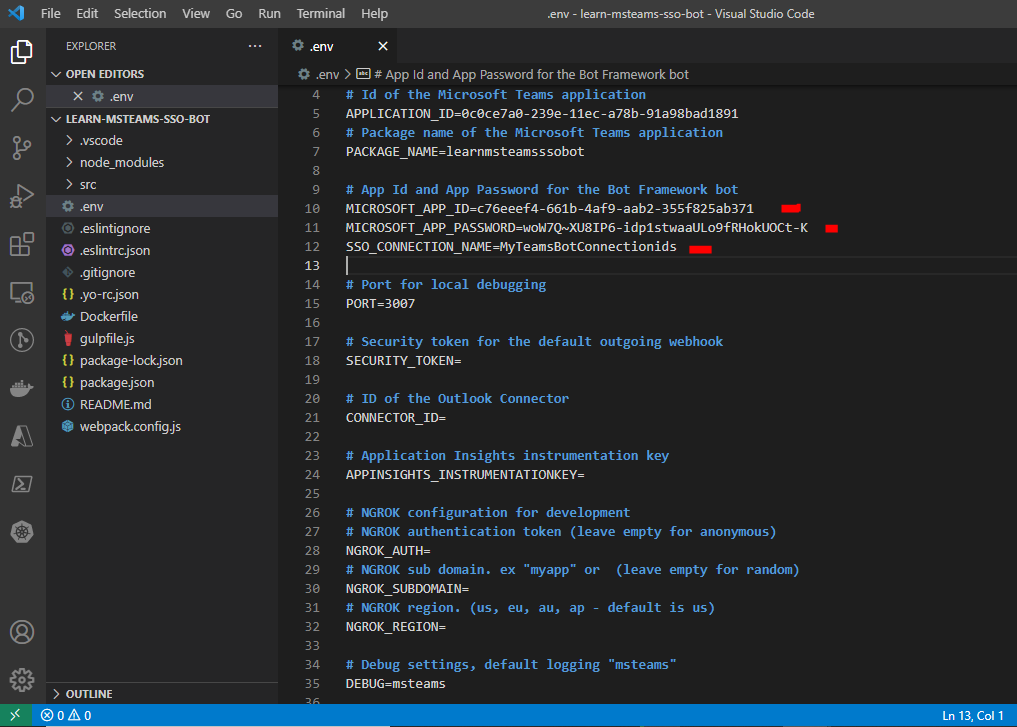 File Edit Selection View Go Run Terminal Help .env - learn-msteams-sso-bot - Visual Studio Code
EXPLORER ···
OPEN EDITORS
.env
LEARN-MSTEAMS-SSO-BOT
.vscode
node_modules
src
.env
.eslintignore
.eslintrc.json
.gitignore
.yo-rc.json
Dockerfile
gulpfile.js
package-lock.json
package.json
README.md
webpack.config.js
OUTLINE
.env
.env > # App Id and App Password for the Bot Framework bot
4 # Id of the Microsoft Teams application
5 APPLICATION_ID=0c0ce7a0-239e-11ec-a78b-91a98bad1891
6 # Package name of the Microsoft Teams application
7 PACKAGE_NAME=learnmsteamsssobot
8
9 # App Id and App Password for the Bot Framework bot
10 MICROSOFT_APP_ID=c76eeef4-661b-4af9-aab2-355f825ab371
11 MICROSOFT_APP_PASSWORD=woW7Q~XU8IP6-idp1stwaaULo9fRHokUOCt-K
12 SSO_CONNECTION_NAME=MyTeamsBotConnectionids
13
14 # Port for local debugging
15 PORT=3007
16
17 # Security token for the default outgoing webhook
18 SECURITY_TOKEN=
19
20 # ID of the Outlook Connector
21 CONNECTOR_ID=
22
23 # Application Insights instrumentation key
24 APPINSIGHTS_INSTRUMENTATIONKEY=
25
26 # NGROK configuration for development
27 # NGROK authentication token (leave empty for anonymous)
28 NGROK_AUTH=
29 # NGROK sub domain. ex "myapp" or  (leave empty for random)
30 NGROK_SUBDOMAIN=
31 # NGROK region. (us, eu, au, ap - default is us)
32 NGROK_REGION=
33
34 # Debug settings, default logging "msteams"
35 DEBUG=msteams
36
0 0
Ln 13, Col 1